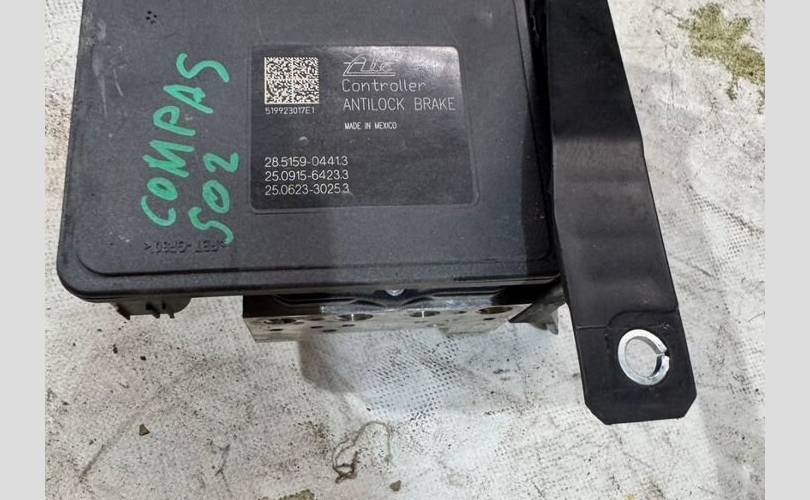 COMPAS
502
Ate
Controller
ANTILOCK BRAKE
519923017E1
MADE IN MEXICO
28.5159-0441.3
25.0915-6423.3
25.0623-3025.3